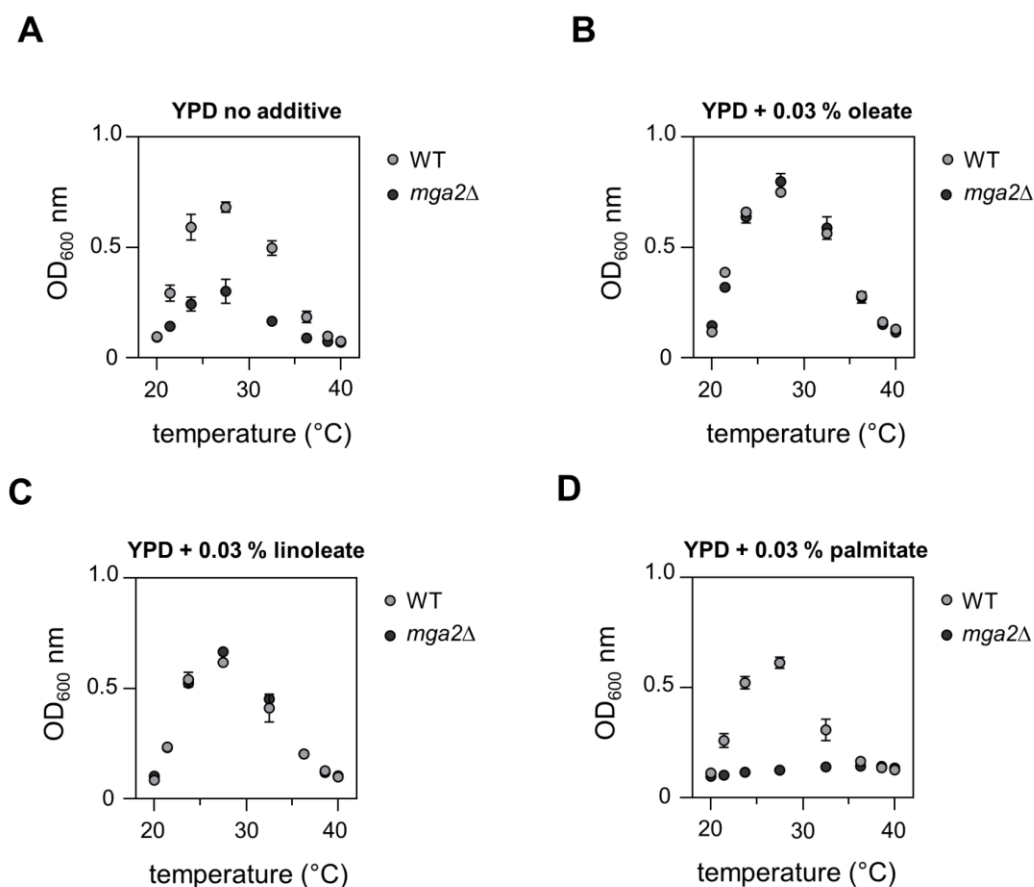 A
YPD no additive
1.0
0.5
0
OD600 nm
20
30
40
temperature (°C)
WT
mga2Δ
B
YPD + 0.03 % oleate
1.0
0.5
0
OD600 nm
20
30
40
temperature (°C)
WT
mga2Δ
C
YPD + 0.03 % linoleate
1.0
0.5
0
OD600 nm
20
30
40
temperature (°C)
WT
mga2Δ
D
YPD + 0.03 % palmitate
1.0
0.5
0
OD600 nm
20
30
40
temperature (°C)
WT
mga2Δ